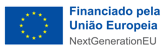 Financiado pela
União Europeia
NextGenerationEU